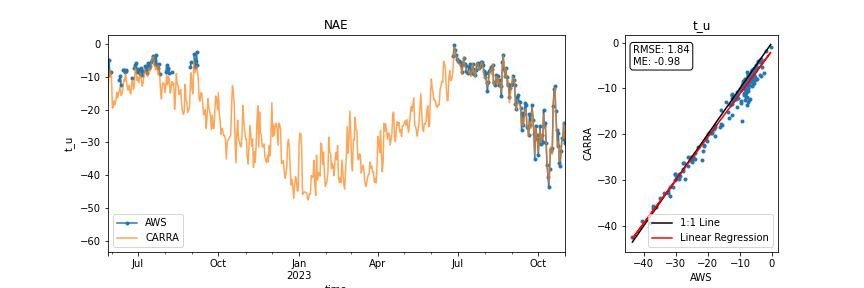 NAE
t_u
0
−10
−20
−30
−40
−50
−60
t_u
AWS
CARRA
Jul
Oct
Jan
2023
Apr
Jul
Oct
time
t_u
RMSE: 1.84
ME: -0.98
0
−10
−20
−30
−40
CARRA
1:1 Line
Linear Regression
−40
−30
−20
−10
0
AWS